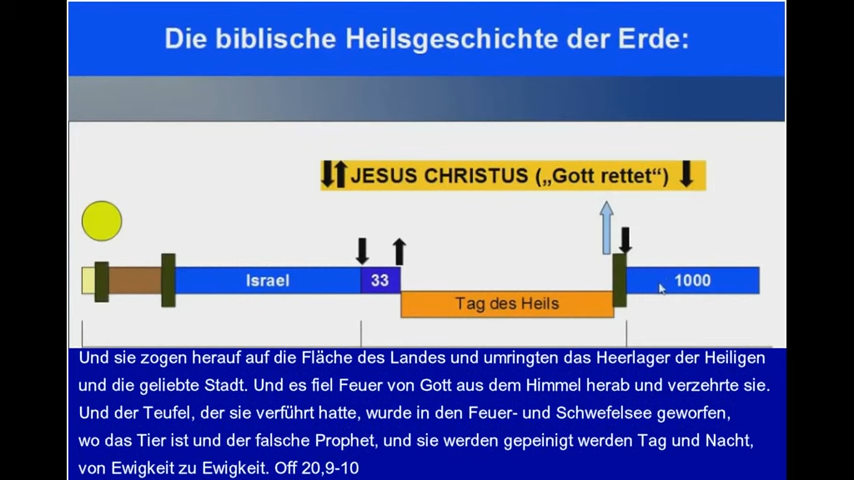 Die biblische Heilsgeschichte der Erde:
JESUS CHRISTUS („Gott rettet“)
Israel
33
1000
Tag des Heils
Und sie zogen herauf auf die Fläche des Landes und umringten das Heerlager der Heiligen
und die geliebte Stadt. Und es fiel Feuer von Gott aus dem Himmel herab und verzehrte sie.
Und der Teufel, der sie verführt hatte, wurde in den Feuer- und Schwefelsee geworfen,
wo das Tier ist und der falsche Prophet, und sie werden gepeinigt werden Tag und Nacht,
von Ewigkeit zu Ewigkeit. Off 20,9-10